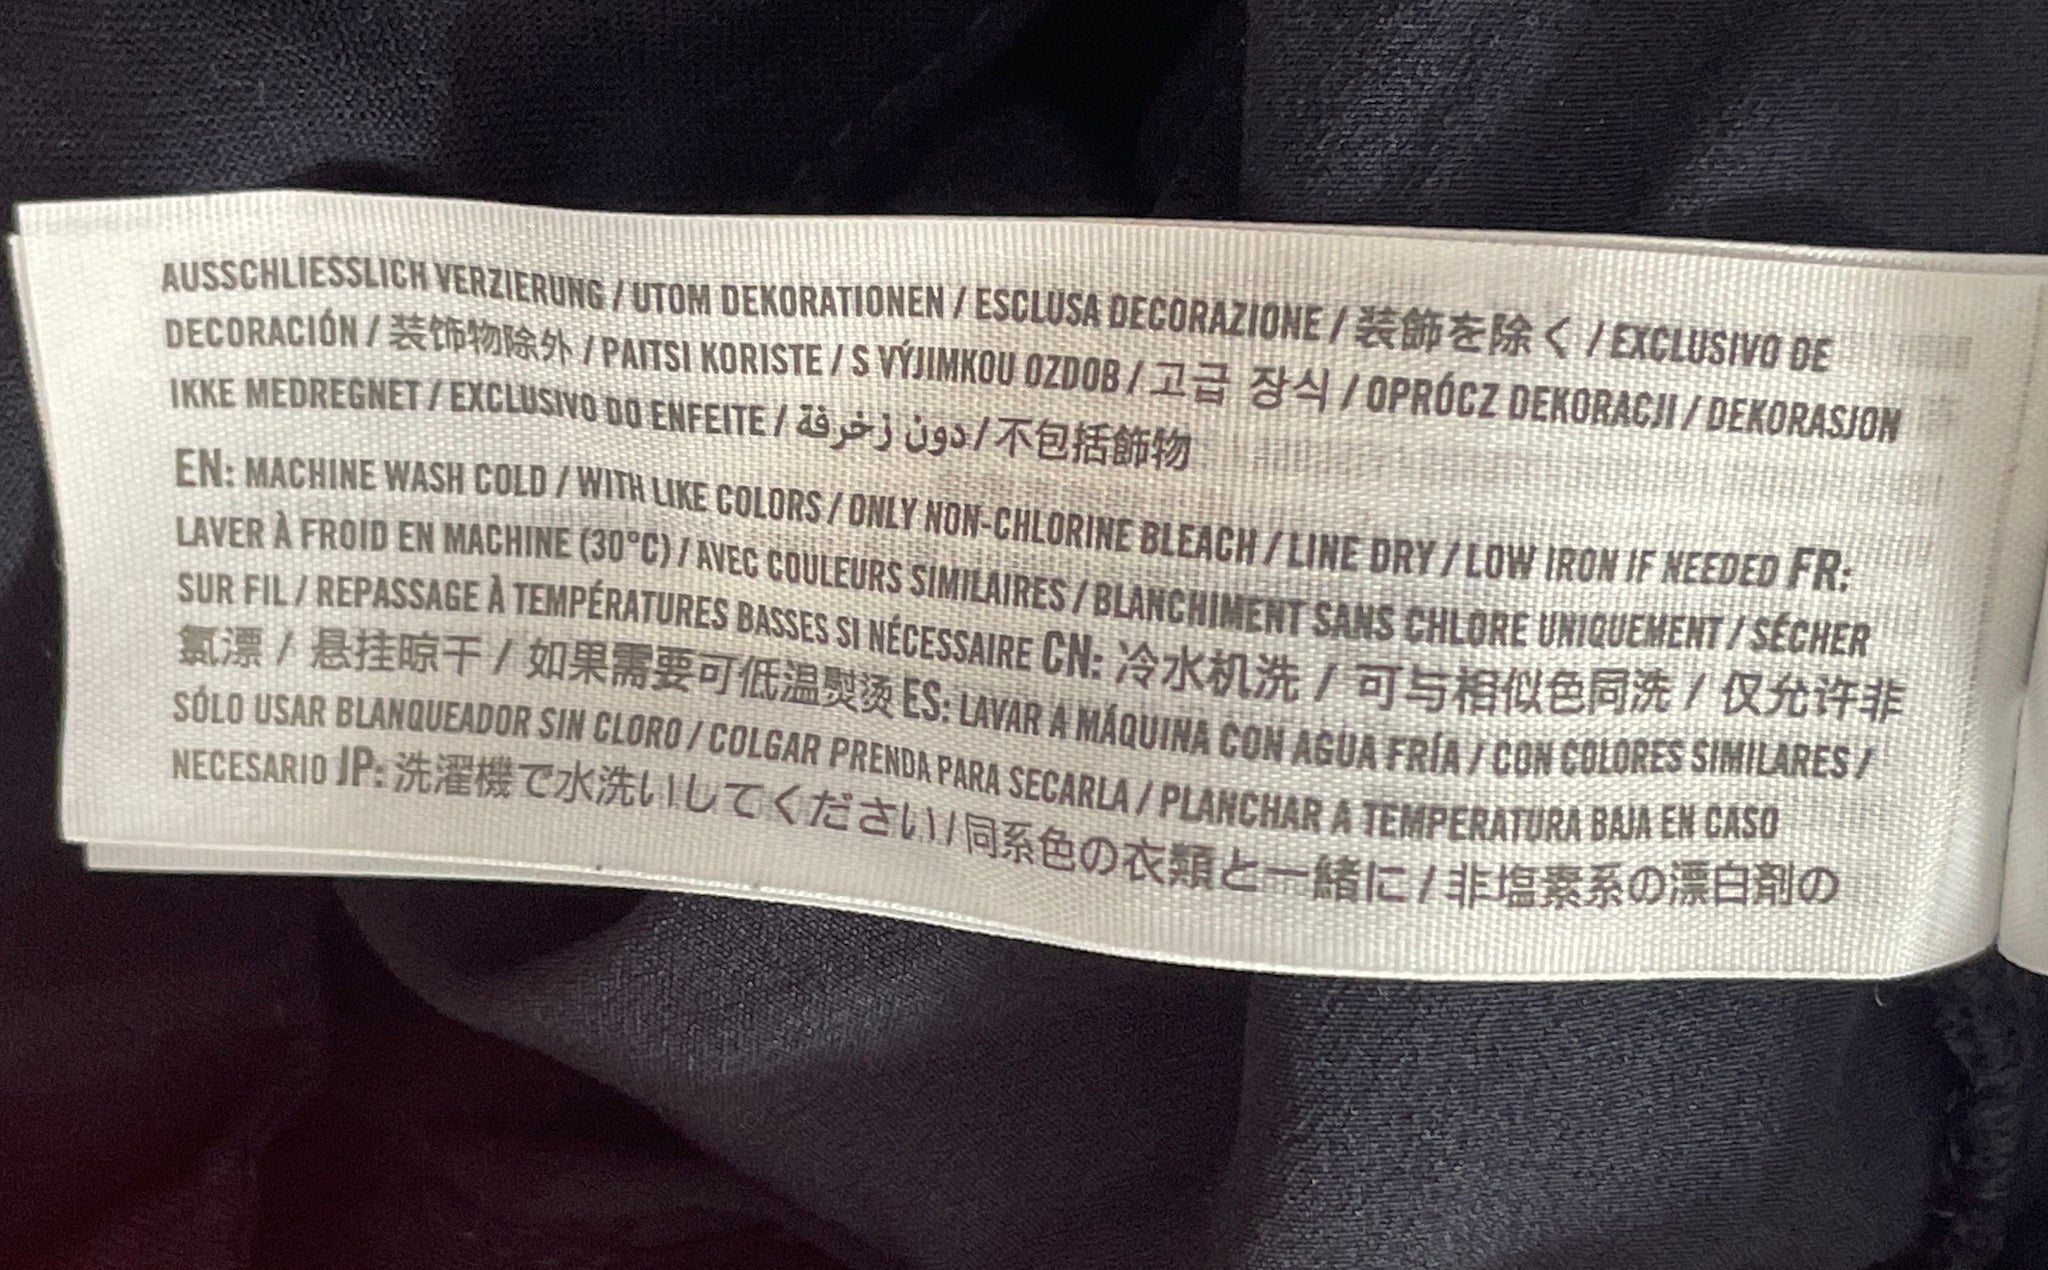 AUSSCHLIESSLICH VERZIERUNG / UTOM DEKORATIONEN / ESCLUSA DECORAZIONE / 装飾を除く / EXCLUSIVO DE
DECORACIÓN / 装饰物除外 / PAITSI KORISTE / S VÝJIMKOU OZDOB / 고급 장식 / OPRÓCZ DEKORACJI / DEKORASJON
IKKE MEDREGNET / EXCLUSIVO DO ENFEITE / دون زخرفة / 不包括飾物
EN: MACHINE WASH COLD / WITH LIKE COLORS / ONLY NON-CHLORINE BLEACH / LINE DRY / LOW IRON IF NEEDED FR:
LAVER À FROID EN MACHINE (30°C) / AVEC COULEURS SIMILAIRES / BLANCHIMENT SANS CHLORE UNIQUEMENT / SÉCHER
SUR FIL / REPASSAGE À TEMPÉRATURES BASSES SI NÉCESSAIRE CN: 冷水机洗 / 可与相似色同洗 / 仅允许非
氯漂 / 悬挂晾干 / 如果需要可低温熨烫 ES: LAVAR A MÁQUINA CON AGUA FRÍA / CON COLORES SIMILARES /
SÓLO USAR BLANQUEADOR SIN CLORO / COLGAR PRENDA PARA SECARLA / PLANCHAR A TEMPERATURA BAJA EN CASO
NECESARIO JP: 洗濯機で水洗いしてください / 同系色の衣類と一緒に / 非塩素系の漂白剤の